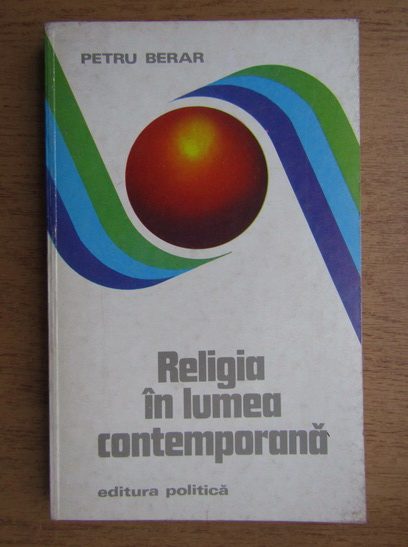 PETRU BERAR
Religia
în lumea
contemporană
editura politică